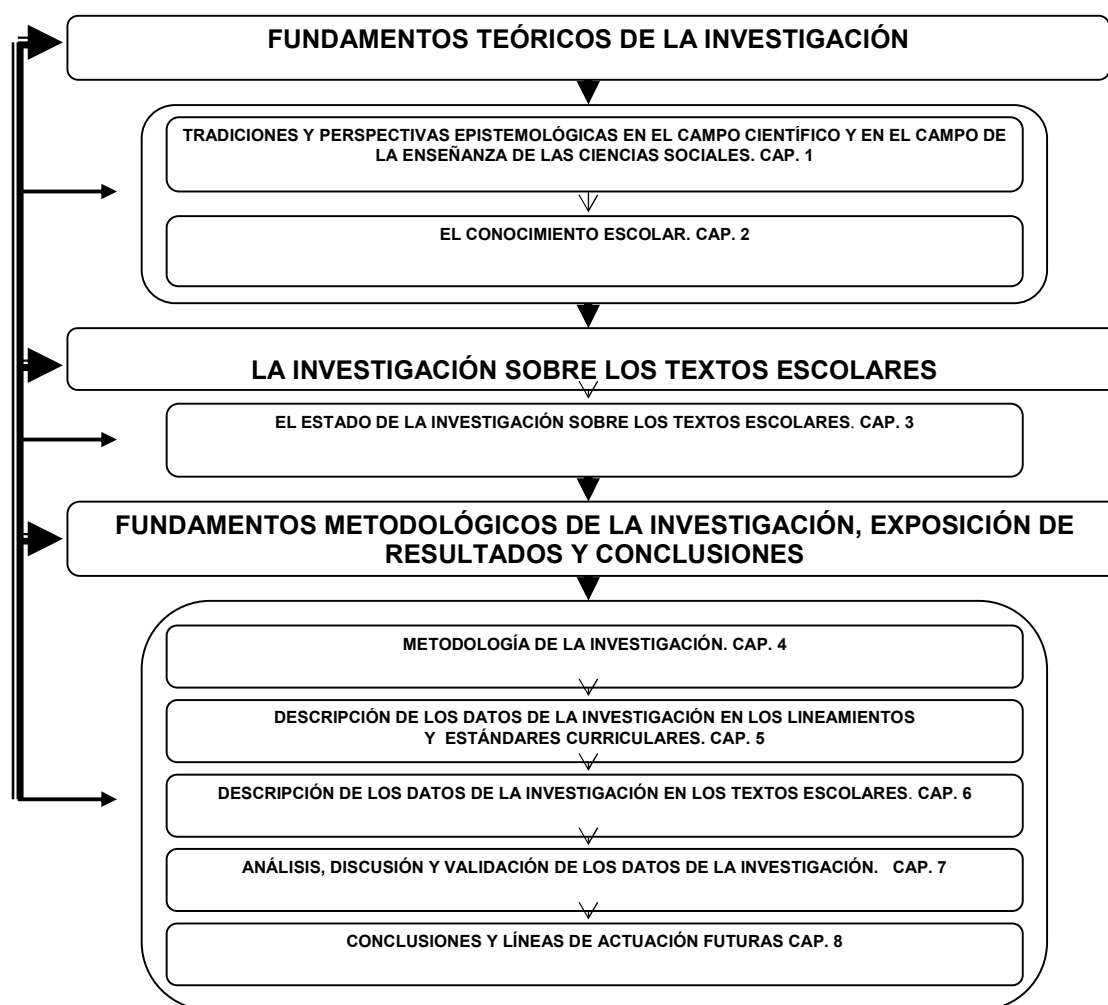 FUNDAMENTOS TEÓRICOS DE LA INVESTIGACIÓN
TRADICIONES Y PERSPECTIVAS EPISTEMOLÓGICAS EN EL CAMPO CIENTÍFICO Y EN EL CAMPO DE
LA ENSEÑANZA DE LAS CIENCIAS SOCIALES. CAP. 1
EL CONOCIMIENTO ESCOLAR. CAP. 2
LA INVESTIGACIÓN SOBRE LOS TEXTOS ESCOLARES
EL ESTADO DE LA INVESTIGACIÓN SOBRE LOS TEXTOS ESCOLARES. CAP. 3
FUNDAMENTOS METODOLÓGICOS DE LA INVESTIGACIÓN, EXPOSICIÓN DE
RESULTADOS Y CONCLUSIONES
METODOLOGÍA DE LA INVESTIGACIÓN. CAP. 4
DESCRIPCIÓN DE LOS DATOS DE LA INVESTIGACIÓN EN LOS LINEAMIENTOS
Y ESTÁNDARES CURRICULARES. CAP. 5
DESCRIPCIÓN DE LOS DATOS DE LA INVESTIGACIÓN EN LOS TEXTOS ESCOLARES. CAP. 6
ANÁLISIS, DISCUSIÓN Y VALIDACIÓN DE LOS DATOS DE LA INVESTIGACIÓN. CAP. 7
CONCLUSIONES Y LÍNEAS DE ACTUACIÓN FUTURAS CAP. 8